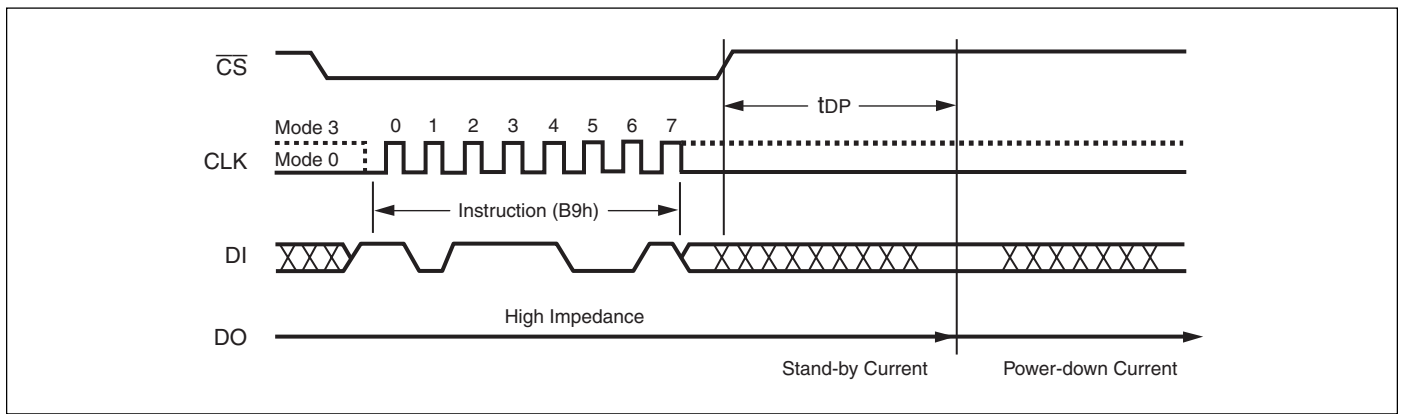 CS
tDP
Mode 3
0 1 2 3 4 5 6 7
CLK
Mode 0
Instruction (B9h)
DI
High Impedance
DO
Stand-by Current
Power-down Current